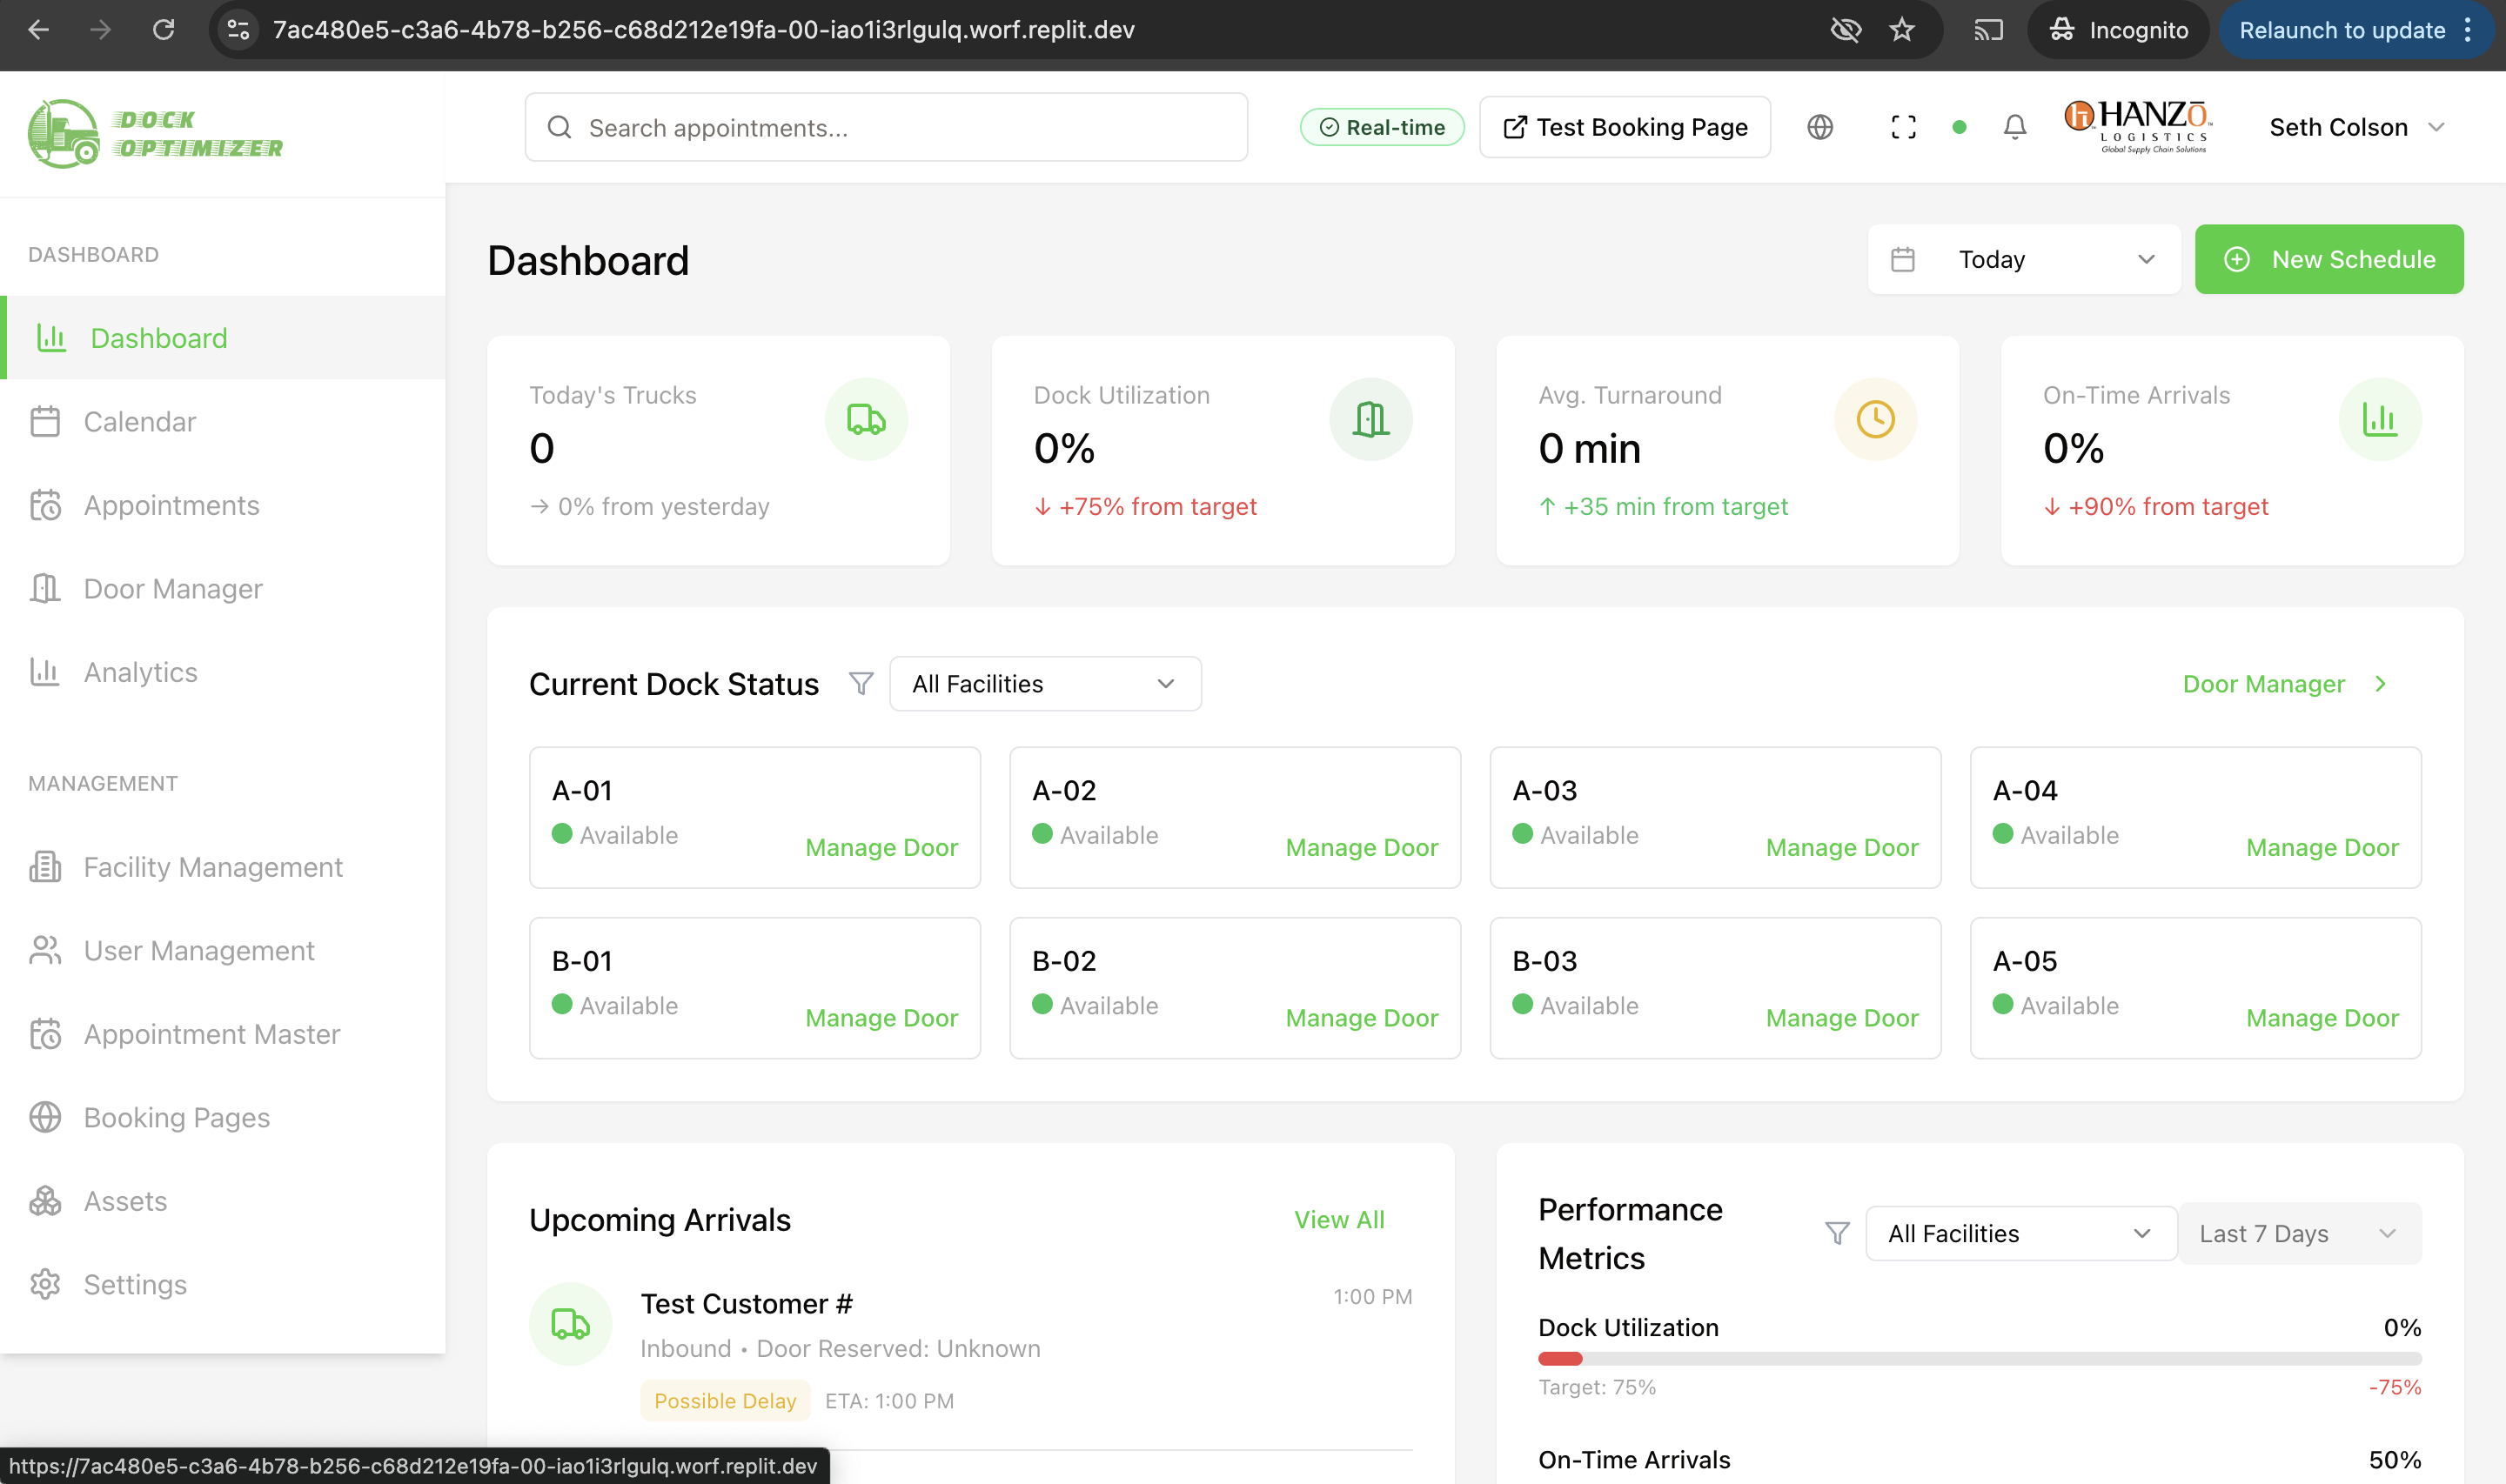 7ac480e5-c3a6-4b78-b256-c68d212e19fa-00-iao1i3rlgulq.worf.replit.dev
Incognito
Relaunch to update
DOCK
OPTIMIZER
Search appointments...
Real-time
Test Booking Page
HANZŌ
LOGISTICS
Global Supply Chain Solutions
Seth Colson
DASHBOARD
Dashboard
Calendar
Appointments
Door Manager
Analytics
MANAGEMENT
Facility Management
User Management
Appointment Master
Booking Pages
Assets
Settings
Dashboard
Today
New Schedule
Today's Trucks
0
0% from yesterday
Dock Utilization
0%
+75% from target
Avg. Turnaround
0 min
+35 min from target
On-Time Arrivals
0%
+90% from target
Current Dock Status
All Facilities
Door Manager
A-01
Available
Manage Door
A-02
Available
Manage Door
A-03
Available
Manage Door
A-04
Available
Manage Door
B-01
Available
Manage Door
B-02
Available
Manage Door
B-03
Available
Manage Door
A-05
Available
Manage Door
Upcoming Arrivals
View All
Test Customer #
1:00 PM
Inbound • Door Reserved: Unknown
Possible Delay
ETA: 1:00 PM
Performance
Metrics
All Facilities
Last 7 Days
Dock Utilization
0%
Target: 75%
-75%
On-Time Arrivals
50%
https://7ac480e5-c3a6-4b78-b256-c68d212e19fa-00-iao1i3rlgulq.worf.replit.dev